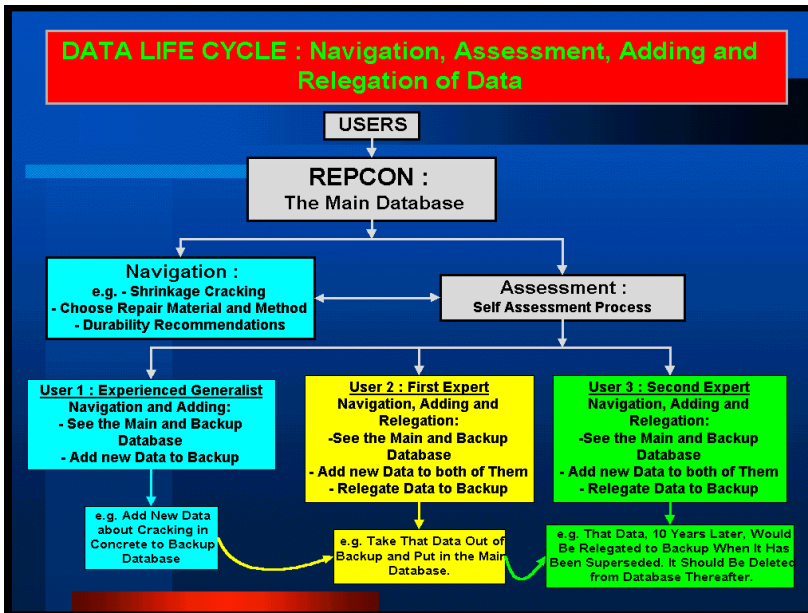 DATA LIFE CYCLE : Navigation, Assessment, Adding and
Relegation of Data
USERS
REPCON :
The Main Database
Navigation :
e.g. - Shrinkage Cracking
- Choose Repair Material and Method
- Durability Recommendations
Assessment :
Self Assessment Process
User 1 : Experienced Generalist
Navigation and Adding:
- See the Main and Backup
Database
- Add new Data to Backup
User 2 : First Expert
Navigation, Adding and
Relegation:
-See the Main and Backup
Database
- Add new Data to both of Them
- Relegate Data to Backup
User 3 : Second Expert
Navigation, Adding and
Relegation:
-See the Main and Backup
Database
- Add new Data to both of Them
- Relegate Data to Backup
e.g. Add New Data
about Cracking in
Concrete to Backup
Database
e.g. Take That Data Out of
Backup and Put in the Main
Database.
e.g. That Data, 10 Years Later, Would
Be Relegated to Backup When It Has
Been Superseded. It Should Be Deleted
from Database Thereafter.